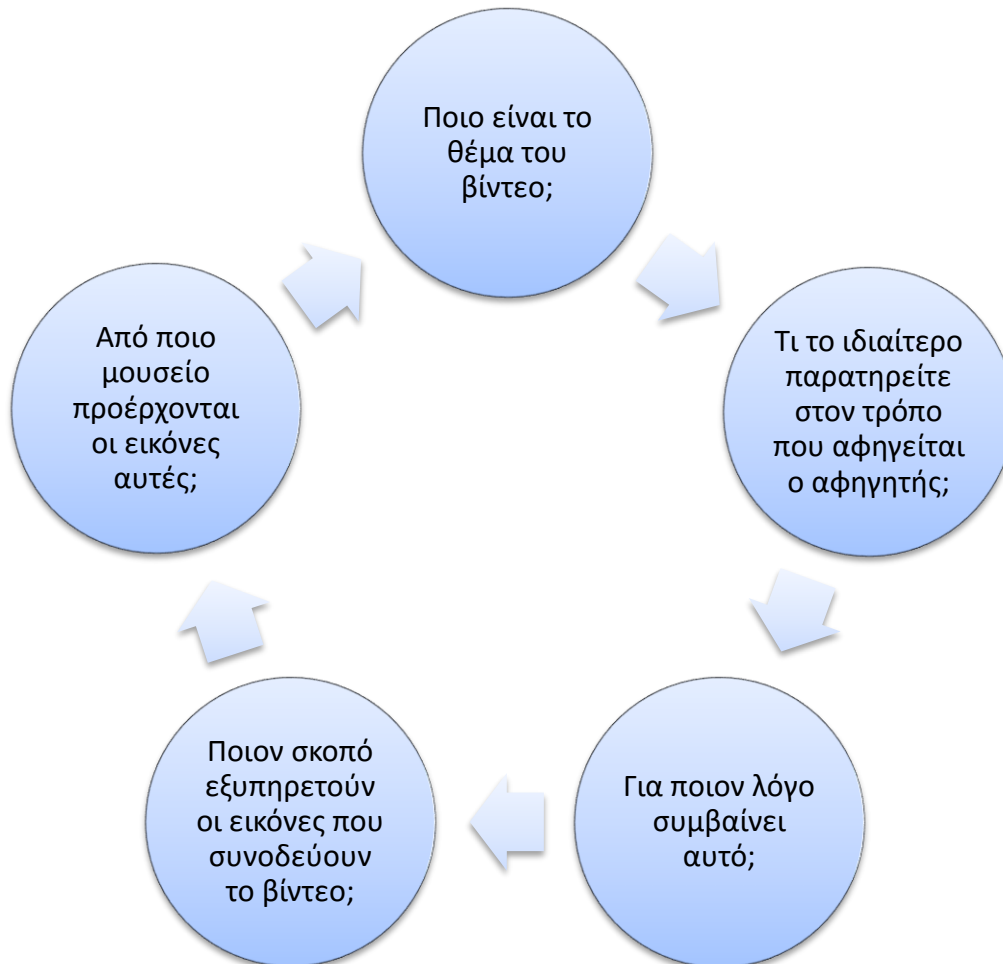 Ποιο είναι το
θέμα του
βίντεο;
Τι το ιδιαίτερο
παρατηρείτε
στον τρόπο
που αφηγείται
ο αφηγητής;
Για ποιον λόγο
συμβαίνει
αυτό;
Ποιον σκοπό
εξυπηρετούν
οι εικόνες που
συνοδεύουν
το βίντεο;
Από ποιο
μουσείο
προέρχονται
οι εικόνες
αυτές;